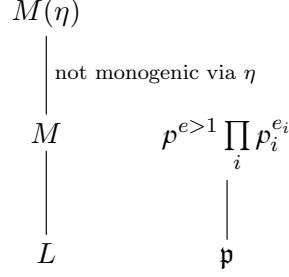 M(η)
not monogenic via η
M
𝓅^{e>1} ∏_i 𝓅_i^{e_i}
L
𝔭